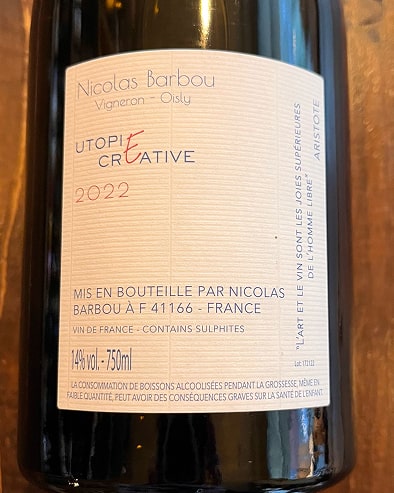 Nicolas Barbou
Vigneron - Oisly
UTOPIE
CREATIVE
2022
MIS EN BOUTEILLE PAR NICOLAS
BARBOU À F 41166 - FRANCE
VIN DE FRANCE - CONTAINS SULPHITES
14% vol. - 750ml
LA CONSOMMATION DE BOISSONS ALCOOLISÉES PENDANT LA GROSSESSE, MÊME EN
FAIBLE QUANTITÉ, PEUT AVOIR DES CONSÉQUENCES GRAVES SUR LA SANTÉ DE L'ENFANT.
"L'ART ET LE VIN SONT LES JOIES SUPÉRIEURES
DE L'HOMME LIBRE"
ARISTOTE